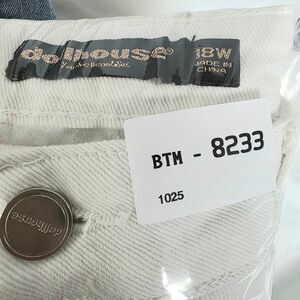 dollhouse®
18W
MADE IN
CHINA
BTM - 8233
1025
dollhouse